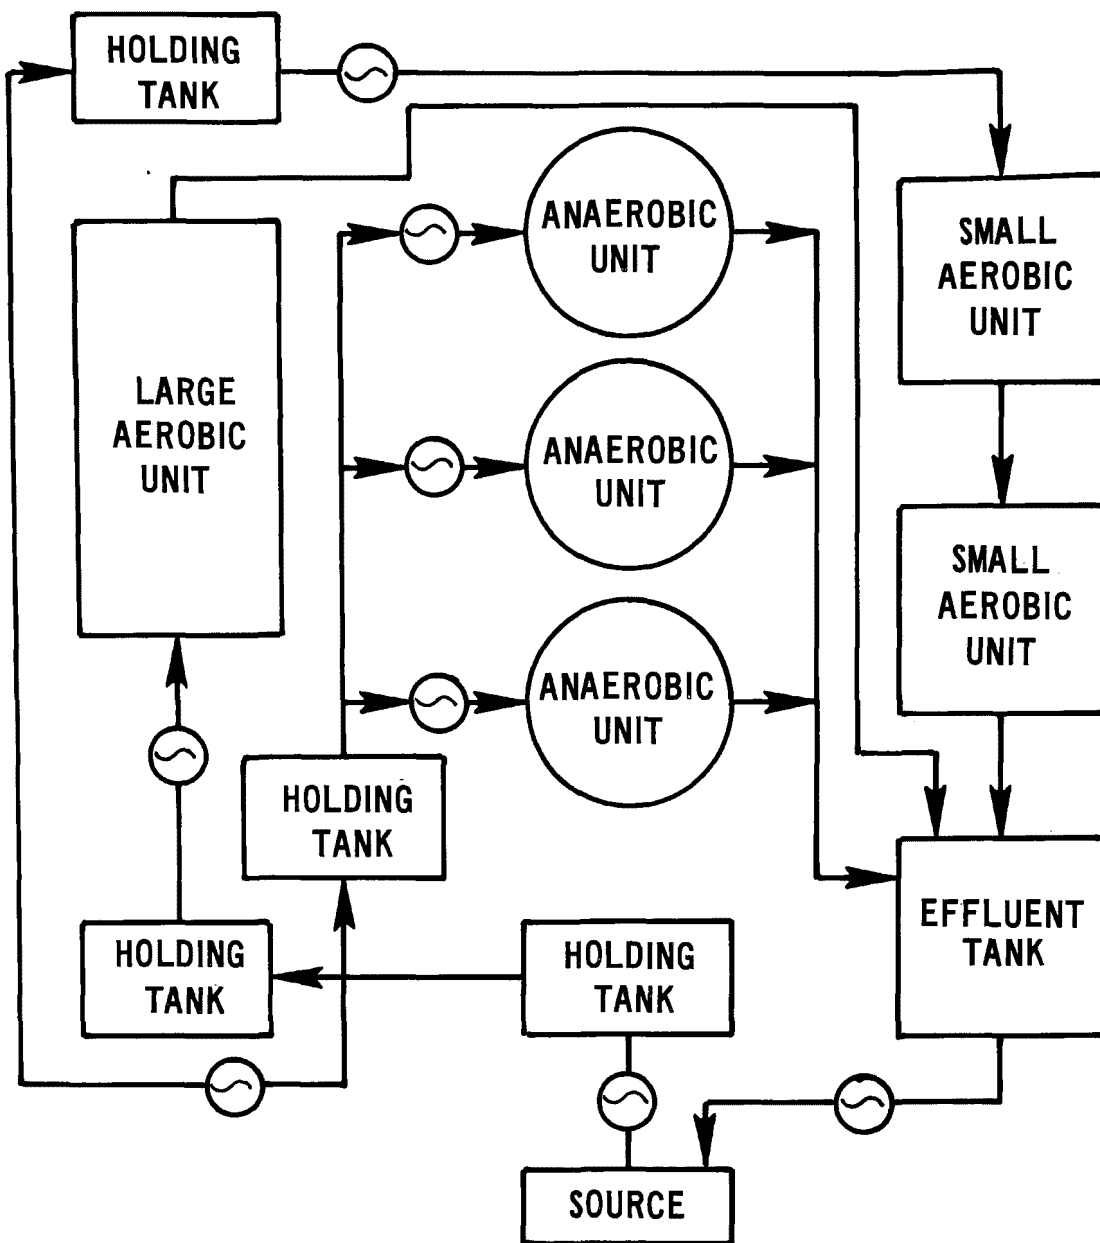 HOLDING
TANK
ANAEROBIC
UNIT
SMALL
AEROBIC
UNIT
LARGE
AEROBIC
UNIT
ANAEROBIC
UNIT
SMALL
AEROBIC
UNIT
ANAEROBIC
UNIT
HOLDING
TANK
EFFLUENT
TANK
HOLDING
TANK
HOLDING
TANK
SOURCE